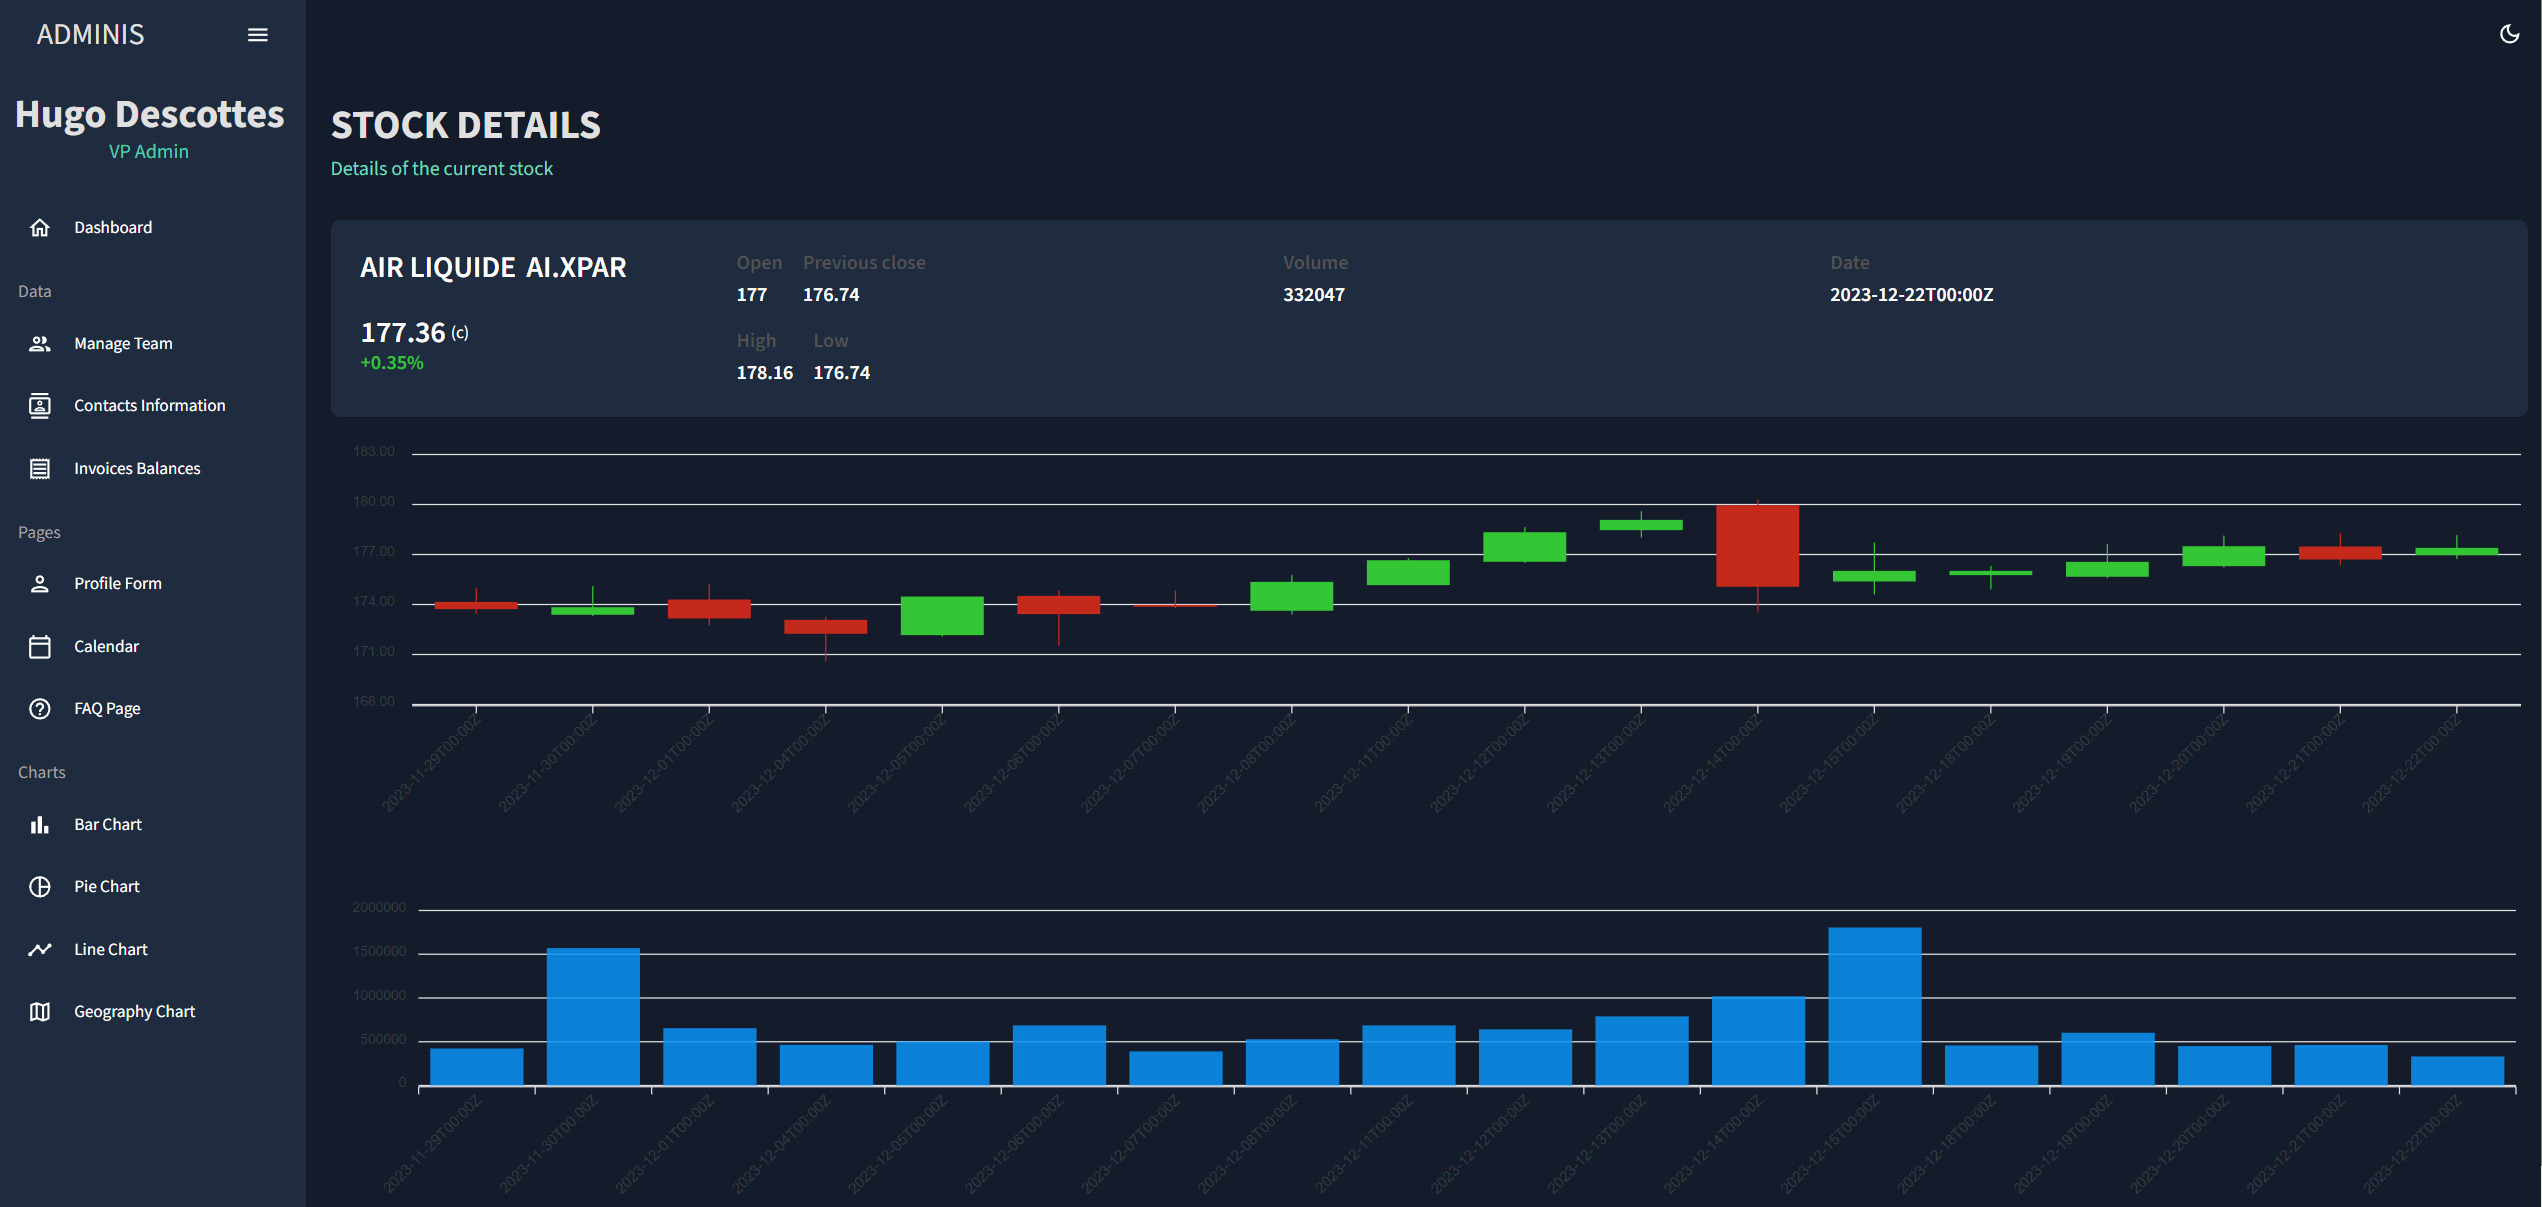 ADMINIS
Hugo Descottes
VP Admin
Dashboard
Data
Manage Team
Contacts Information
Invoices Balances
Pages
Profile Form
Calendar
FAQ Page
Charts
Bar Chart
Pie Chart
Line Chart
Geography Chart
STOCK DETAILS
Details of the current stock
AIR LIQUIDE AI.XPAR
177.36 (c)
+0.35%
Open Previous close
177 176.74
High Low
178.16 176.74
Volume
332047
Date
2023-12-22T00:00Z
183.00
180.00
177.00
174.00
171.00
168.00
2023-11-29T00:00Z
2023-11-30T00:00Z
2023-12-01T00:00Z
2023-12-04T00:00Z
2023-12-05T00:00Z
2023-12-06T00:00Z
2023-12-07T00:00Z
2023-12-08T00:00Z
2023-12-11T00:00Z
2023-12-12T00:00Z
2023-12-13T00:00Z
2023-12-14T00:00Z
2023-12-15T00:00Z
2023-12-18T00:00Z
2023-12-19T00:00Z
2023-12-20T00:00Z
2023-12-21T00:00Z
2023-12-22T00:00Z
2000000
1500000
1000000
500000
0
2023-11-29T00:00Z
2023-11-30T00:00Z
2023-12-01T00:00Z
2023-12-04T00:00Z
2023-12-05T00:00Z
2023-12-06T00:00Z
2023-12-07T00:00Z
2023-12-08T00:00Z
2023-12-11T00:00Z
2023-12-12T00:00Z
2023-12-13T00:00Z
2023-12-14T00:00Z
2023-12-15T00:00Z
2023-12-18T00:00Z
2023-12-19T00:00Z
2023-12-20T00:00Z
2023-12-21T00:00Z
2023-12-22T00:00Z